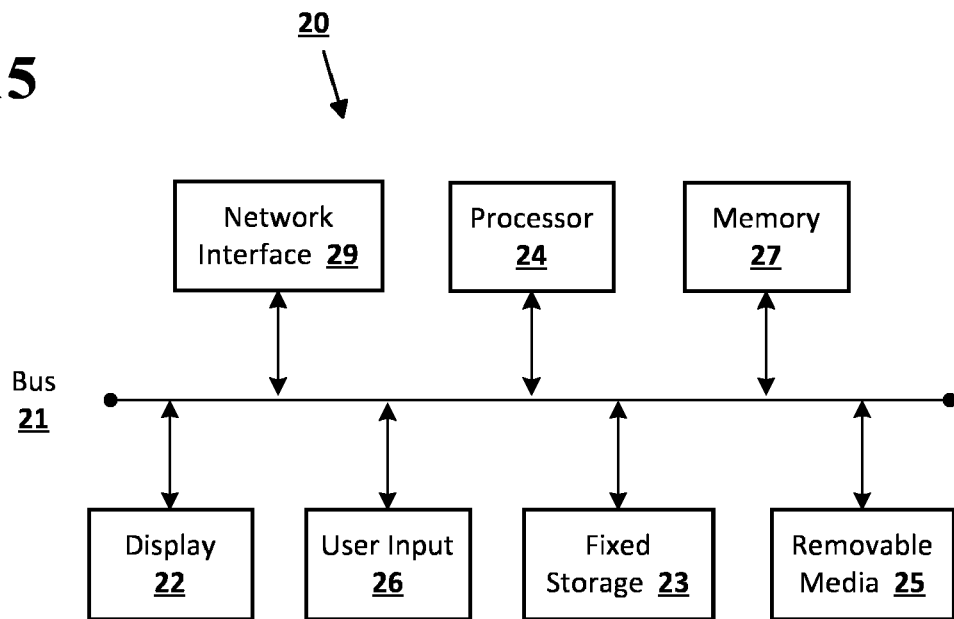 20
5
Network
Interface 29
Processor
24
Memory
27
Bus
21
Display
22
User Input
26
Fixed
Storage 23
Removable
Media 25